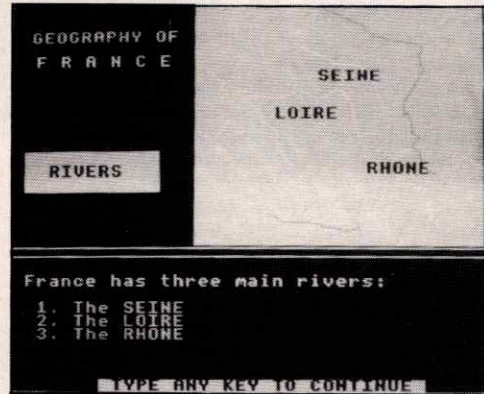 GEOGRAPHY OF
FRANCE
RIVERS
SEINE
LOIRE
RHONE
France has three main rivers:
1. The SEINE
2. The LOIRE
3. The RHONE
TYPE ANY KEY TO CONTINUE